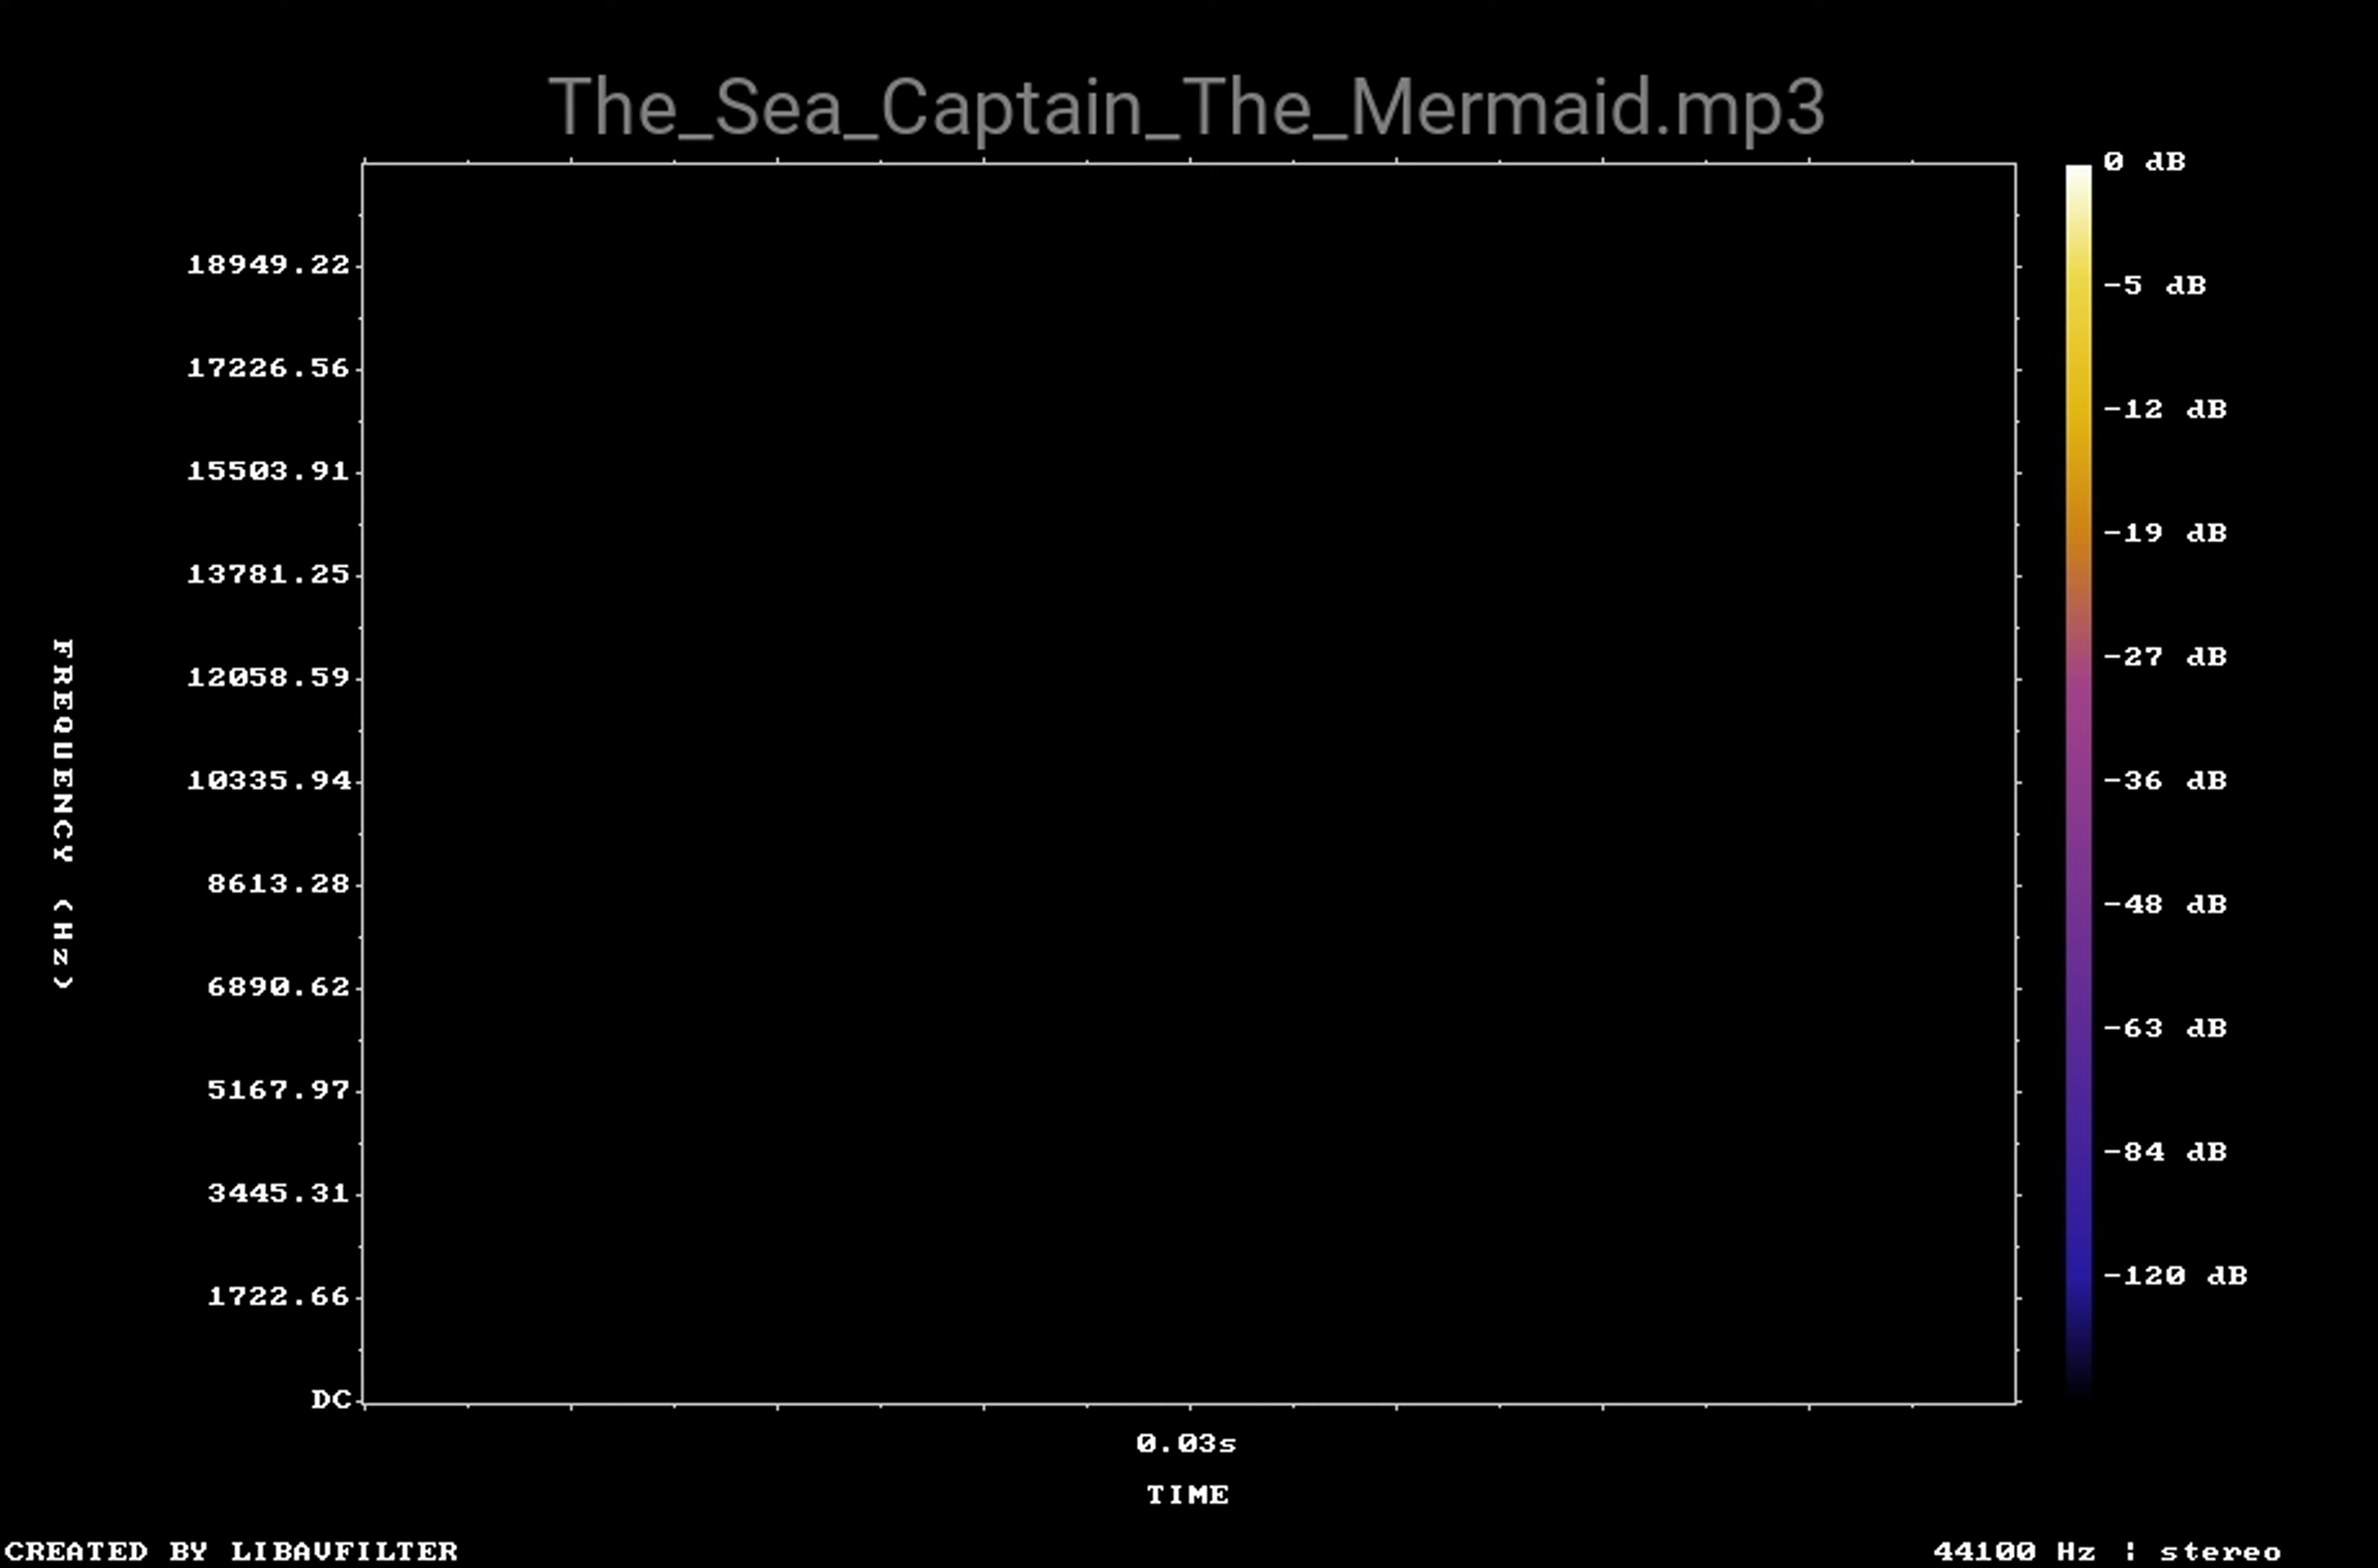 The_Sea_Captain_The_Mermaid.mp3
0 dB
18949.22
-5 dB
17226.56
-12 dB
15503.91
-19 dB
13781.25
-27 dB
12058.59
-36 dB
10335.94
8613.28
-48 dB
6890.62
-63 dB
5167.97
-84 dB
3445.31
-120 dB
1722.66
DC
FREQUENCY (Hz)
0.03s
TIME
CREATED BY LIBAVFILTER
44100 Hz | stereo